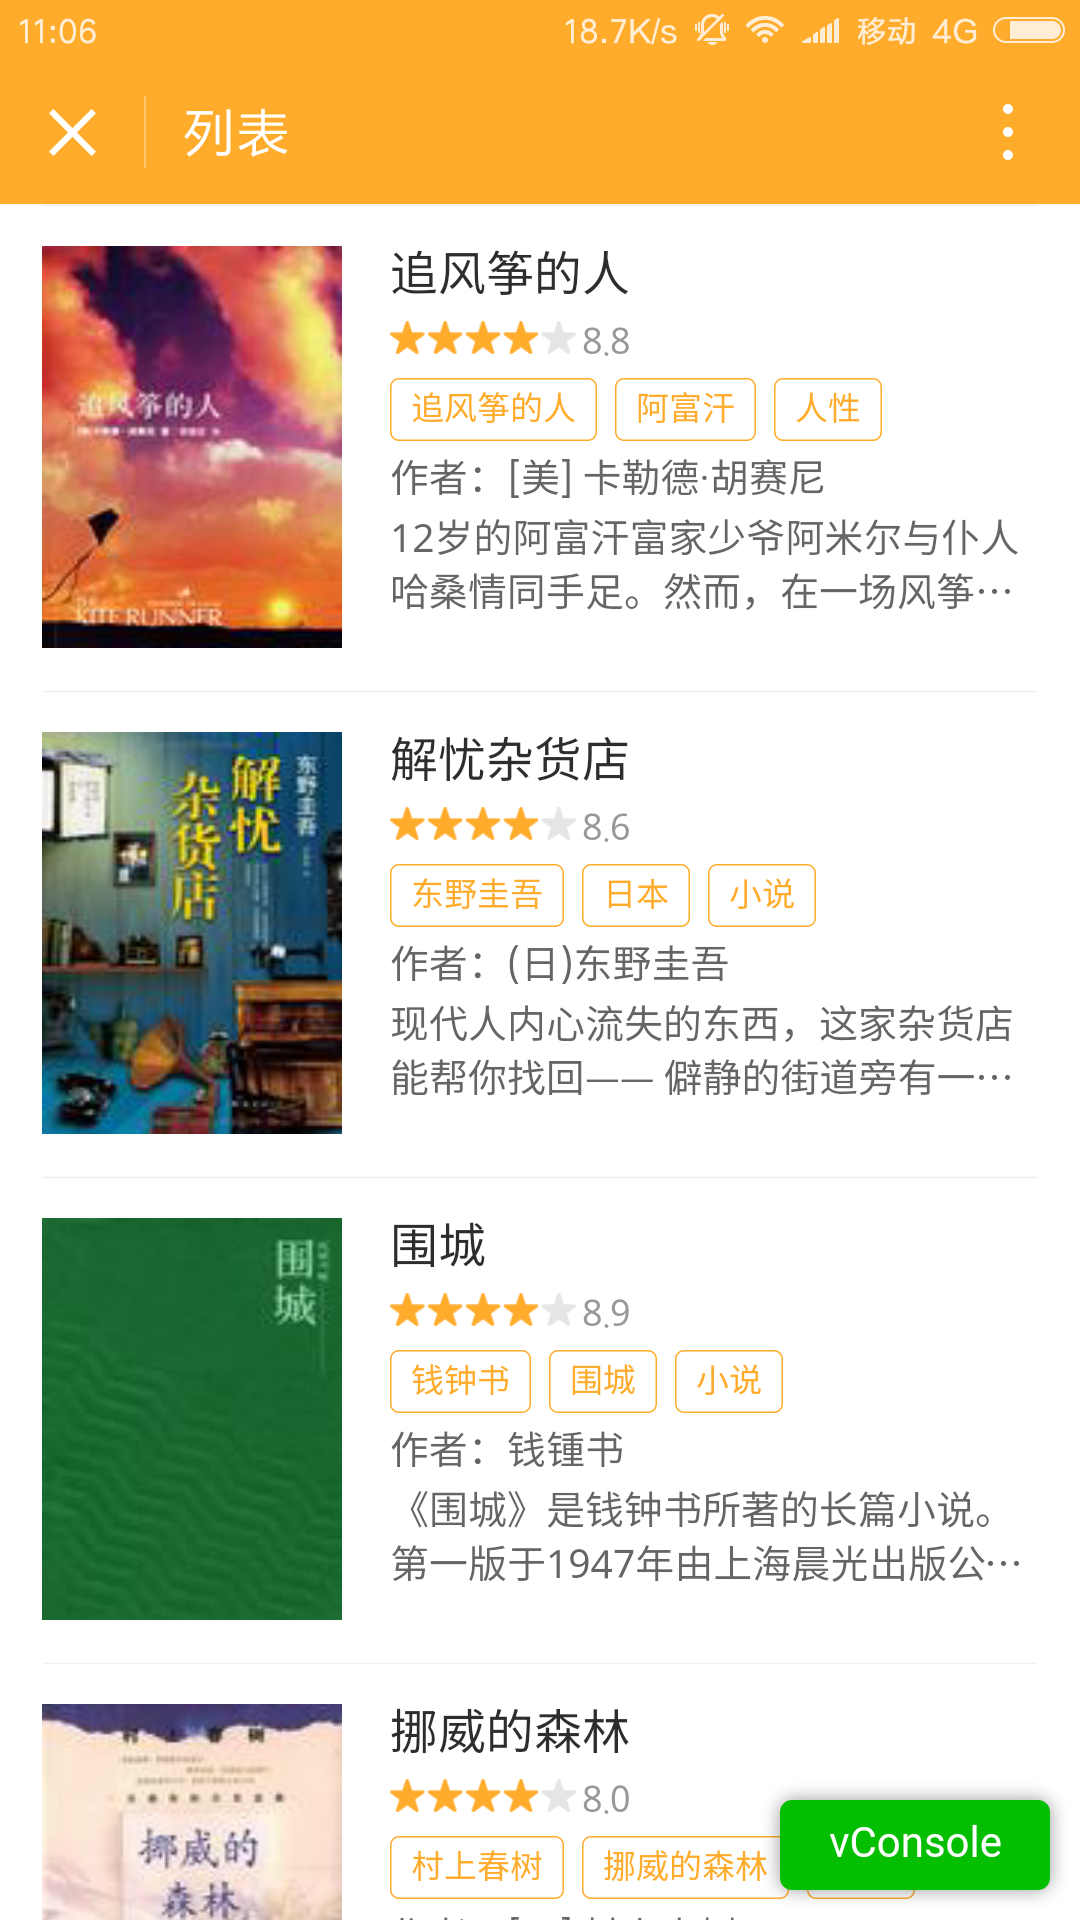 11:06
18.7K/s 移动 4G
列表
追风筝的人
8.8
追风筝的人 阿富汗 人性
作者：[美] 卡勒德·胡赛尼
12岁的阿富汗富家少爷阿米尔与仆人
哈桑情同手足。然而，在一场风筝…
追风筝的人
THE
KITE RUNNER
解忧杂货店
8.6
东野圭吾 日本 小说
作者：(日)东野圭吾
现代人内心流失的东西，这家杂货店
能帮你找回—— 僻静的街道旁有一…
东野圭吾
解忧
杂货店
围城
8.9
钱钟书 围城 小说
作者：钱锺书
《围城》是钱钟书所著的长篇小说。
第一版于1947年由上海晨光出版公…
围城
挪威的森林
8.0
村上春树 挪威的森林
村上春树
挪威的
森林
vConsole